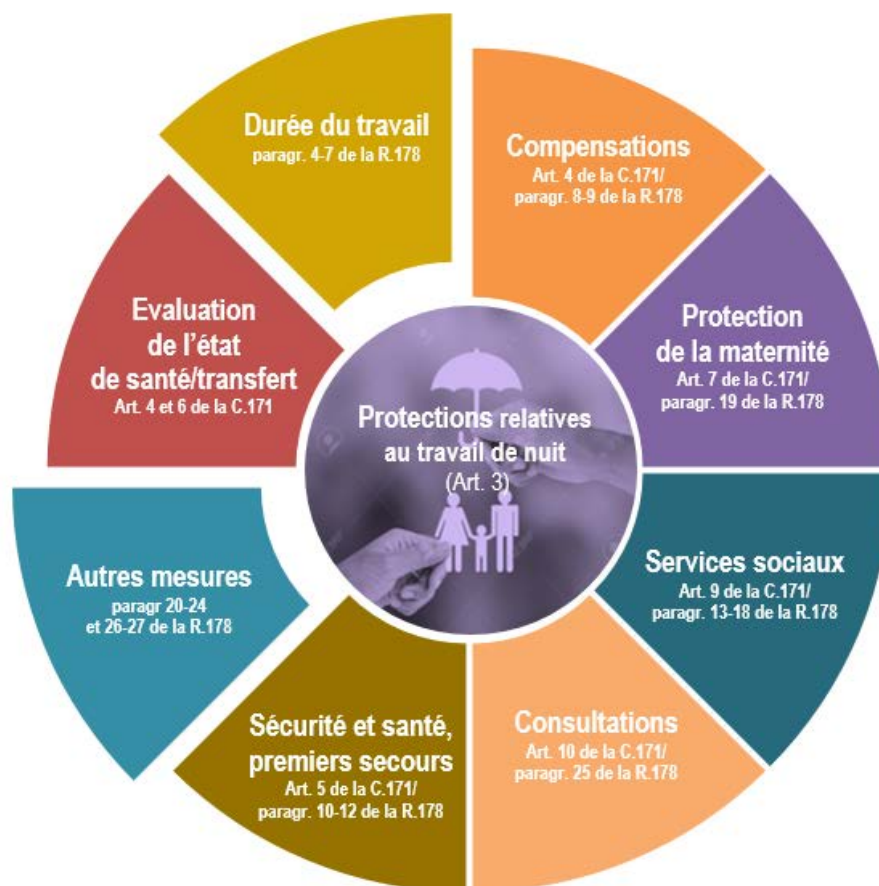 Durée du travail
paragr. 4-7 de la R.178
Compensations
Art. 4 de la C.171/
paragr. 8-9 de la R.178
Protection
de la maternité
Art. 7 de la C.171/
paragr. 19 de la R.178
Services sociaux
Art. 9 de la C.171/
paragr. 13-18 de la R.178
Consultations
Art. 10 de la C.171/
paragr. 25 de la R.178
Sécurité et santé,
premiers secours
Art. 5 de la C.171/
paragr. 10-12 de la R.178
Autres mesures
paragr 20-24
et 26-27 de la R.178
Evaluation
de l'état
de santé/transfert
Art. 4 et 6 de la C.171
Protections relatives
au travail de nuit
(Art. 3)